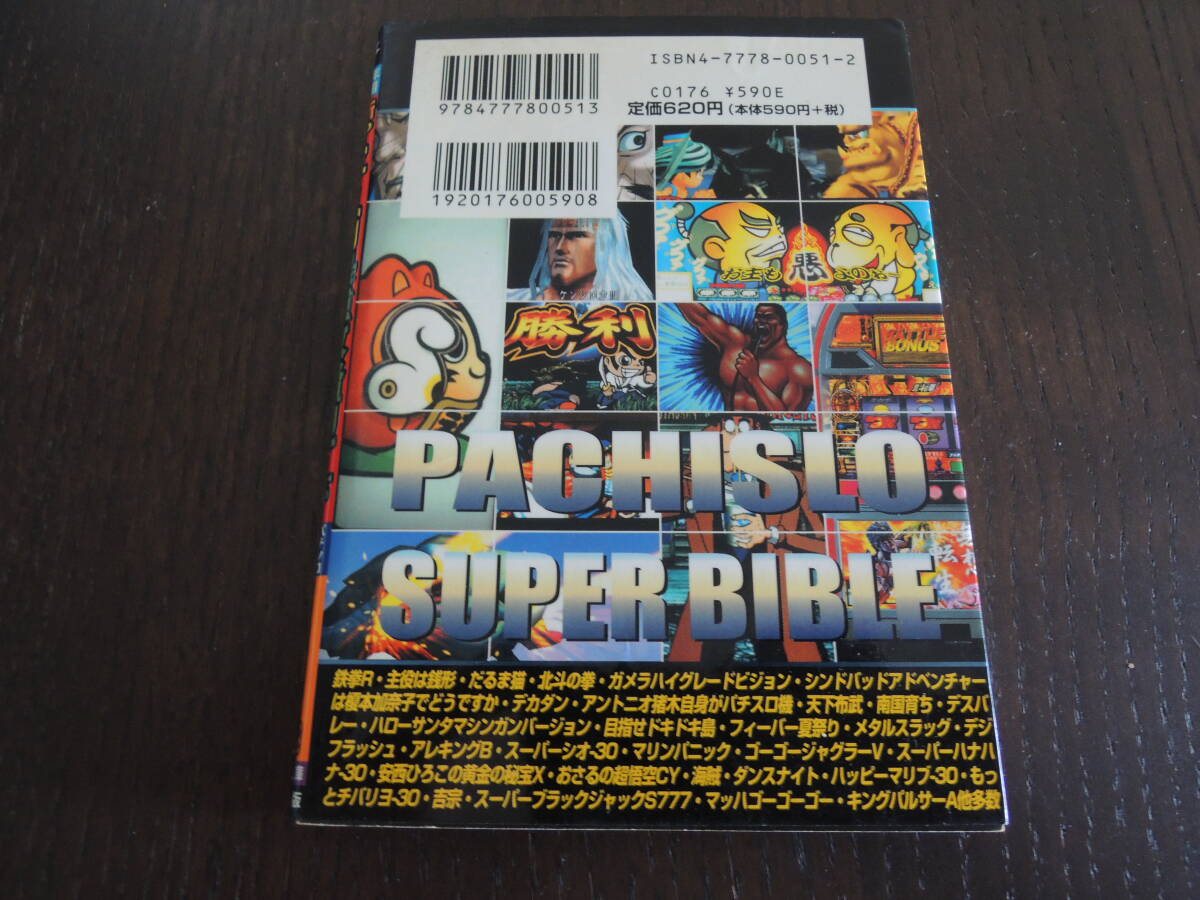 ISBN4-7778-0051-2
C0176 ¥590E
定価620円(本体590円+税)
9784777800513
1920176005908
お主も 悪 よのぉ
勝利
BATTLE
BONUS
PACHISLO
SUPER BIBLE
転生
鉄拳R・主役は銭形・だるま猫・北斗の拳・ガメラハイグレードビジョン・シンドバッドアドベンチャー
は榎本加奈子でどうですか・デカダン・アントニオ猪木自身がパチスロ機・天下布武・南国育ち・デスバ
レー・ハローサンタマシンガンバージョン・目指せドキドキ島・フィーバー夏祭り・メタルスラッグ・デジ
フラッシュ・アレキングB・スーパーシオ-30・マリンパニック・ゴーゴージャグラーV・スーパーハナハ
ナ-30・安西ひろこの黄金の秘宝X・おさるの超悟空CY・海賊・ダンスナイト・ハッピーマリブ-30・もっ
とチバリヨ-30・吉宗・スーパーブラックジャックS777・マッハゴーゴーゴー・キングパルサーA他多数